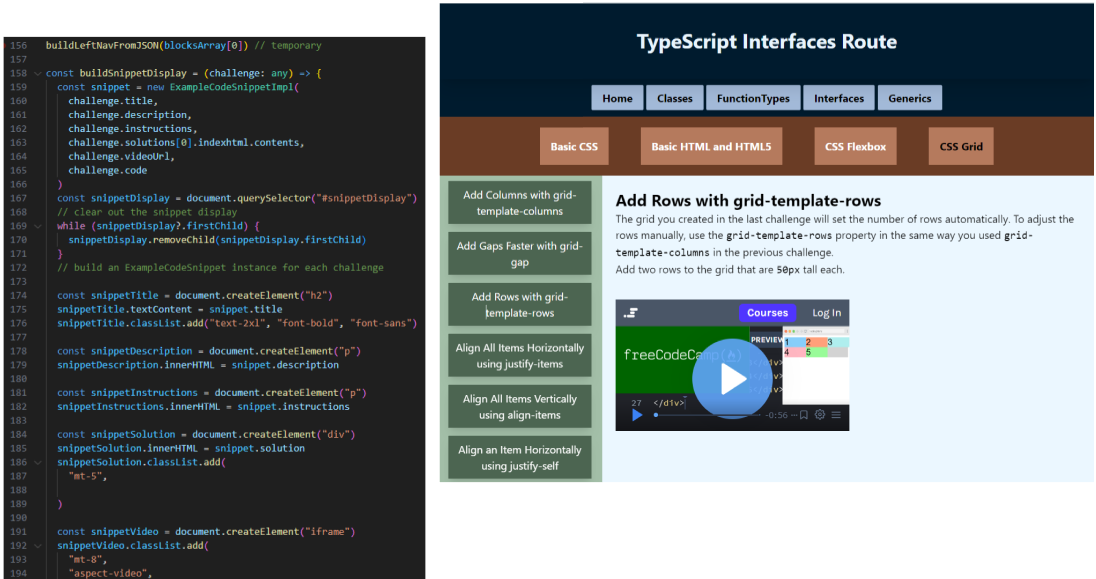 156 buildLeftNavFromJSON(blocksArray[0]) // temporary
157
158 const buildSnippetDisplay = (challenge: any) => {
159 const snippet = new ExampleCodeSnippetImpl(
160 challenge.title,
161 challenge.description,
162 challenge.instructions,
163 challenge.solutions[0].indexhtml.contents,
164 challenge.videoUrl,
165 challenge.code
166 )
167 const snippetDisplay = document.querySelector("#snippetDisplay")
168 // clear out the snippet display
169 while (snippetDisplay?.firstChild) {
170 snippetDisplay.removeChild(snippetDisplay.firstChild)
171 }
172 // build an ExampleCodeSnippet instance for each challenge
173
174 const snippetTitle = document.createElement("h2")
175 snippetTitle.textContent = snippet.title
176 snippetTitle.classList.add("text-2xl", "font-bold", "font-sans")
177
178 const snippetDescription = document.createElement("p")
179 snippetDescription.innerHTML = snippet.description
180
181 const snippetInstructions = document.createElement("p")
182 snippetInstructions.innerHTML = snippet.instructions
183
184 const snippetSolution = document.createElement("div")
185 snippetSolution.innerHTML = snippet.solution
186 snippetSolution.classList.add(
187 "mt-5",
188
189 )
190
191 const snippetVideo = document.createElement("iframe")
192 snippetVideo.classList.add(
193 "mt-8",
194 "aspect-video",
TypeScript Interfaces Route
Home Classes FunctionTypes Interfaces Generics
Basic CSS Basic HTML and HTML5 CSS Flexbox CSS Grid
Add Columns with grid-
template-columns
Add Gaps Faster with grid-
gap
Add Rows with grid-
template-rows
Align All Items Horizontally
using justify-items
Align All Items Vertically
using align-items
Align an Item Horizontally
using justify-self
Add Rows with grid-template-rows
The grid you created in the last challenge will set the number of rows automatically. To adjust the
rows manually, use the grid-template-rows property in the same way you used grid-
template-columns in the previous challenge.
Add two rows to the grid that are 50px tall each.
Courses Log In
PREVIEW
freeCodeCamp
1 2 3
4 5
27 </div>
-0:56